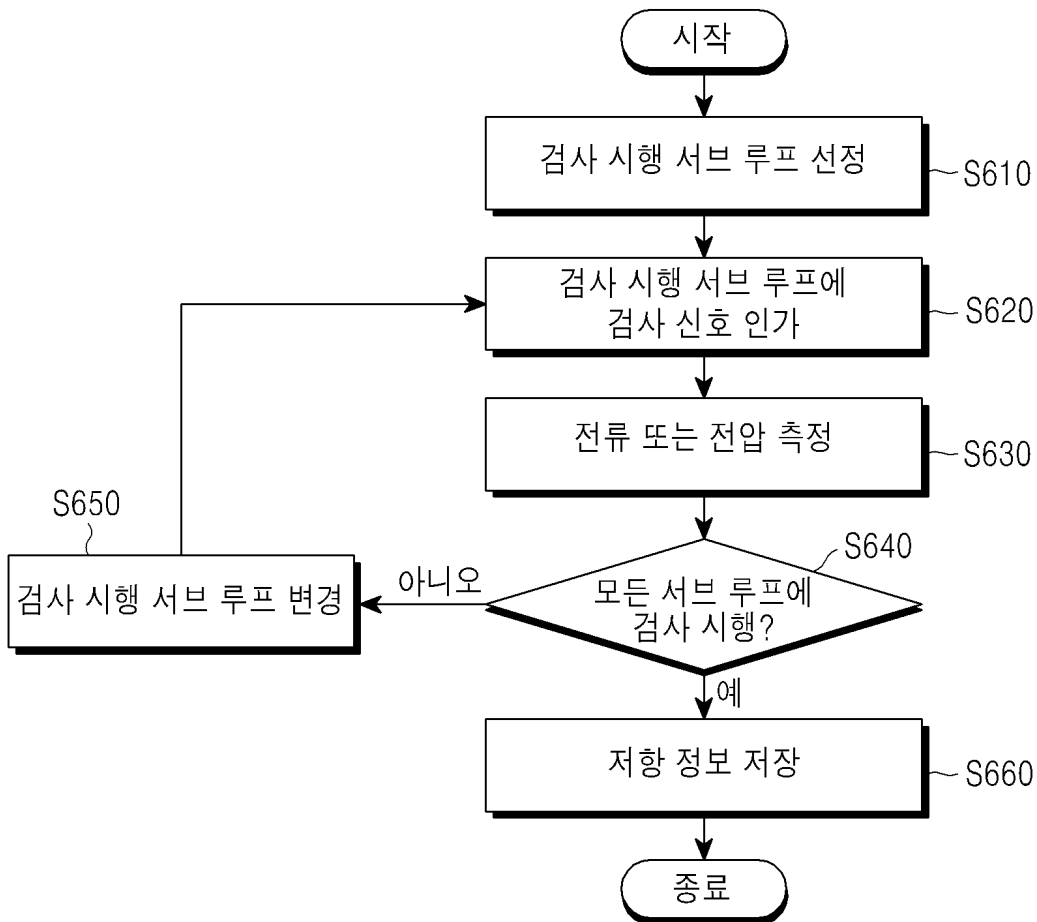 시작
검사 시행 서브 루프 선정
S610
검사 시행 서브 루프에
검사 신호 인가
S620
전류 또는 전압 측정
S630
S640
모든 서브 루프에
검사 시행?
아니오
S650
검사 시행 서브 루프 변경
예
저항 정보 저장
S660
종료